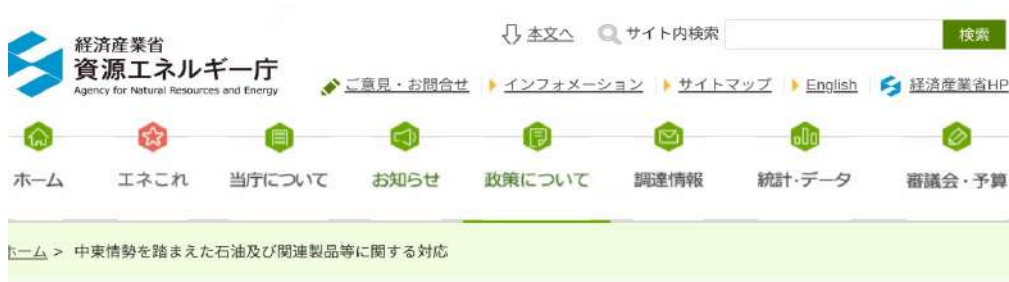 経済産業省
資源エネルギー庁
Agency for Natural Resources and Energy
本文へ サイト内検索 検索
ご意見・お問合せ インフォメーション サイトマップ English 経済産業省HP
ホーム エネこれ 当庁について お知らせ 政策について 調達情報 統計・データ 審議会・予算
ホーム > 中東情勢を踏まえた石油及び関連製品等に関する対応